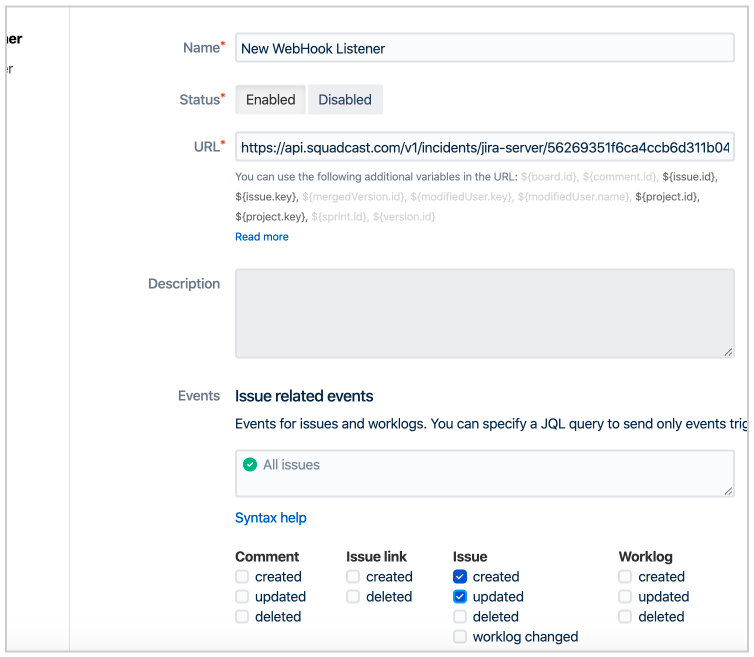 ner
er
Name*
New WebHook Listener
Status*
Enabled
Disabled
URL*
https://api.squadcast.com/v1/incidents/jira-server/56269351f6ca4ccb6d311b04
You can use the following additional variables in the URL: ${board.id}, ${comment.id}, ${issue.id},
${issue.key}, ${mergedVersion.id}, ${modifiedUser.key}, ${modifiedUser.name}, ${project.id},
${project.key}, ${sprint.id}, ${version.id}
Read more
Description
Events
Issue related events
Events for issues and worklogs. You can specify a JQL query to send only events trig
All issues
Syntax help
Comment
created
updated
deleted
Issue link
created
deleted
Issue
created
updated
deleted
worklog changed
Worklog
created
updated
deleted